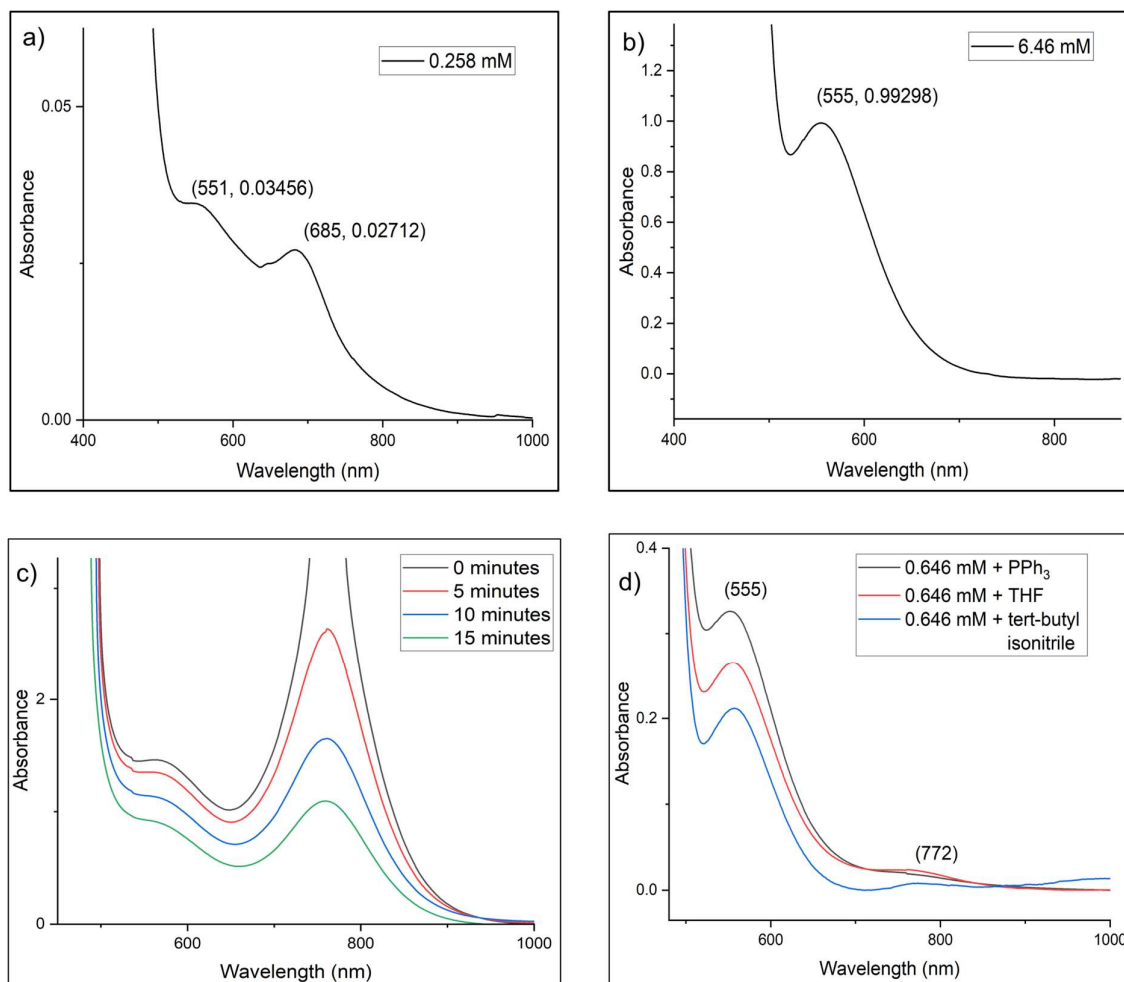 a)
0.258 mM
0.05
(551, 0.03456)
(685, 0.02712)
Absorbance
0.00
400
600
800
1000
Wavelength (nm)
b)
6.46 mM
1.2
(555, 0.99298)
1.0
0.8
0.6
0.4
0.2
0.0
Absorbance
400
600
800
Wavelength (nm)
c)
0 minutes
5 minutes
10 minutes
15 minutes
2
Absorbance
0
600
800
1000
Wavelength (nm)
d)
0.4
0.646 mM + PPh₃
0.646 mM + THF
0.646 mM + tert-butyl
isonitrile
(555)
0.2
Absorbance
(772)
0.0
600
800
1000
Wavelength (nm)